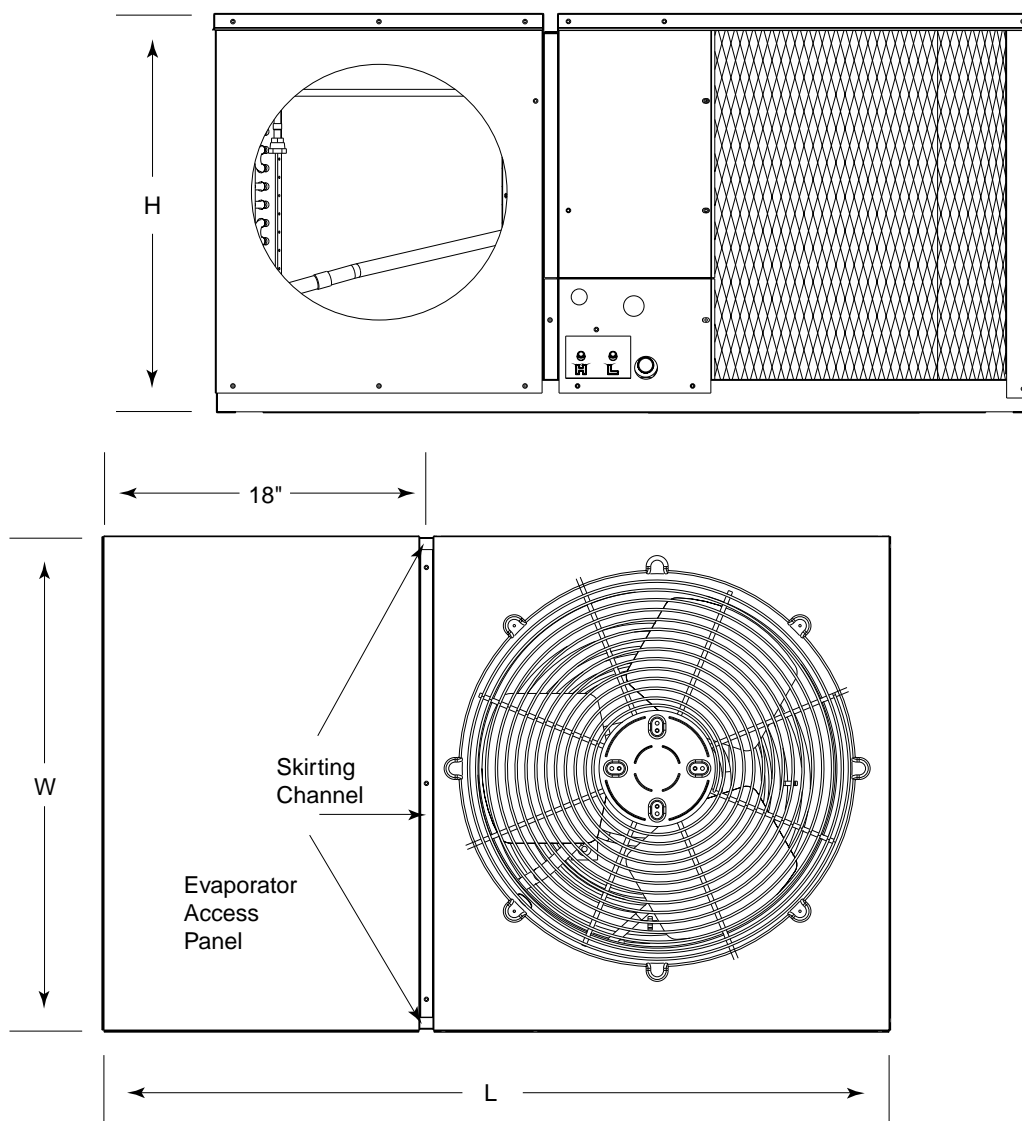 H
H L
18"
W
Skirting
Channel
Evaporator
Access
Panel
L